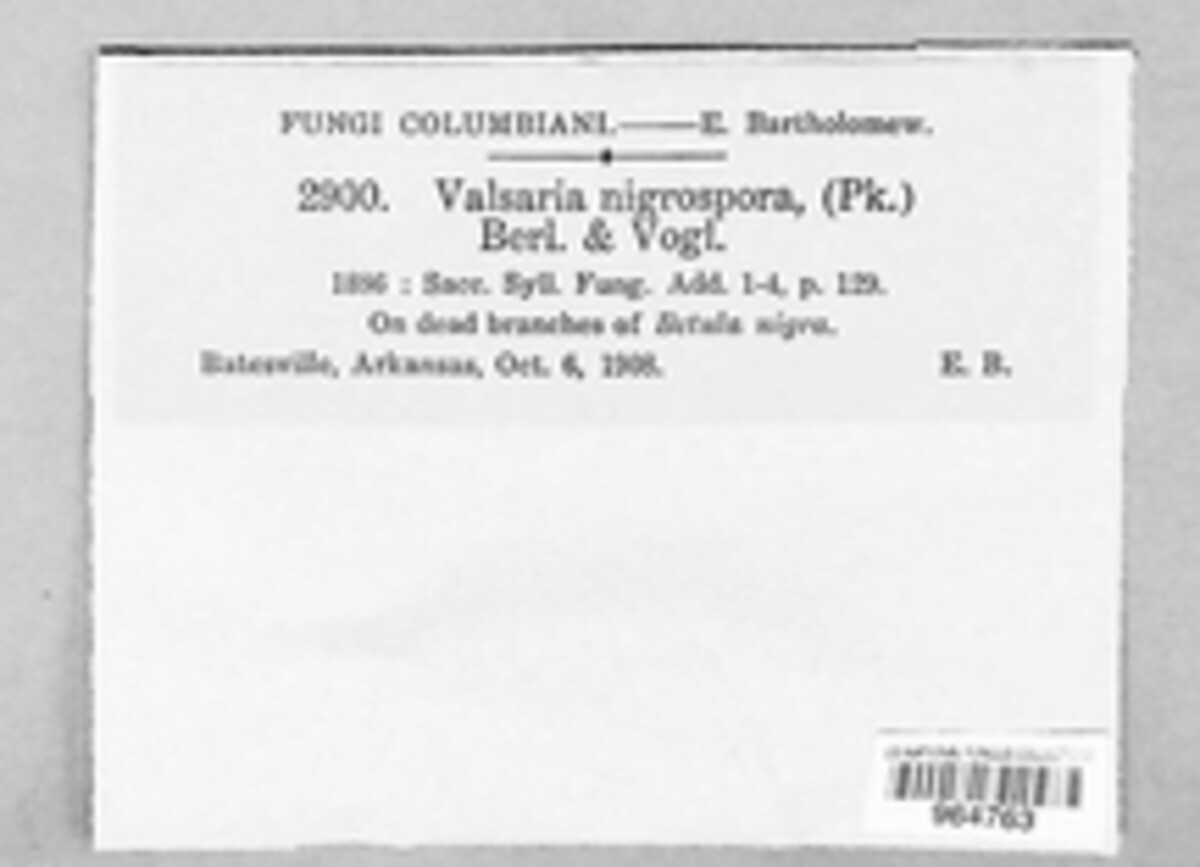 FUNGI COLUMBIANI.——E. Bartholomew.
2900. Valsaria nigrospora, (Pk.)
Berl. & Vogl.
1886 : Sacc. Syll. Fung. Add. 1-4, p. 129.
On dead branches of Betula nigra.
Batesville, Arkansas, Oct. 6, 1908. E. B.
964763